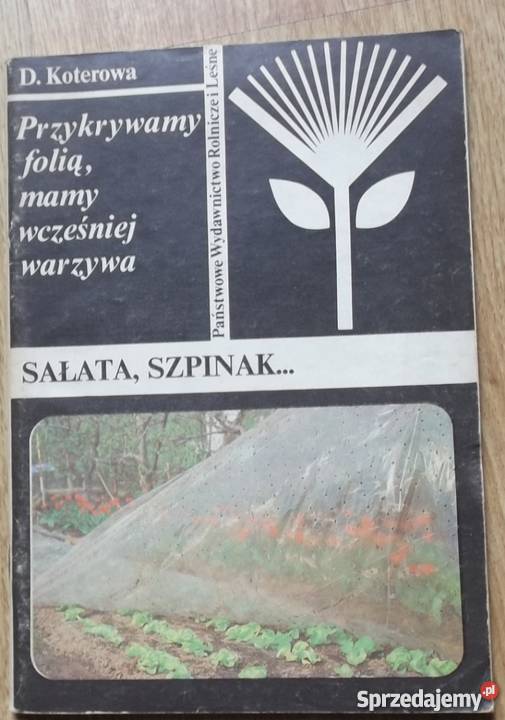 D. Koterowa
Przykrywamy
folią,
mamy
wcześniej
warzywa
Państwowe Wydawnictwo Rolnicze i Leśne
SAŁATA, SZPINAK...
Sprzedajemy.pl